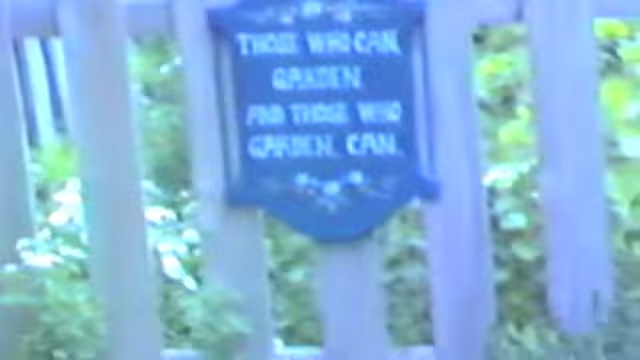 THOSE WHO CAN,
GARDEN.
AND THOSE WHO
GARDEN, CAN.